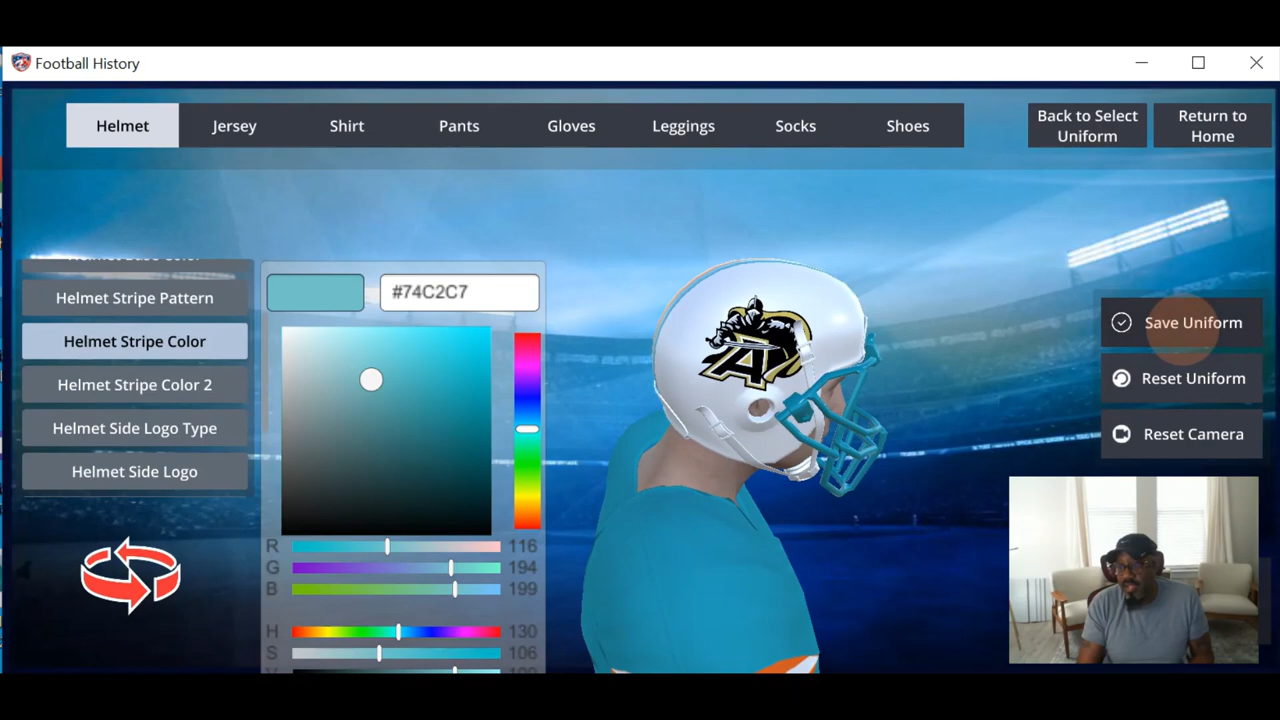 Football History
Helmet
Jersey
Shirt
Pants
Gloves
Leggings
Socks
Shoes
Back to Select
Uniform
Return to
Home
Helmet Stripe Pattern
Helmet Stripe Color
Helmet Stripe Color 2
Helmet Side Logo Type
Helmet Side Logo
#74C2C7
R 116
G 194
B 199
H 130
S 106
A
Save Uniform
Reset Uniform
Reset Camera